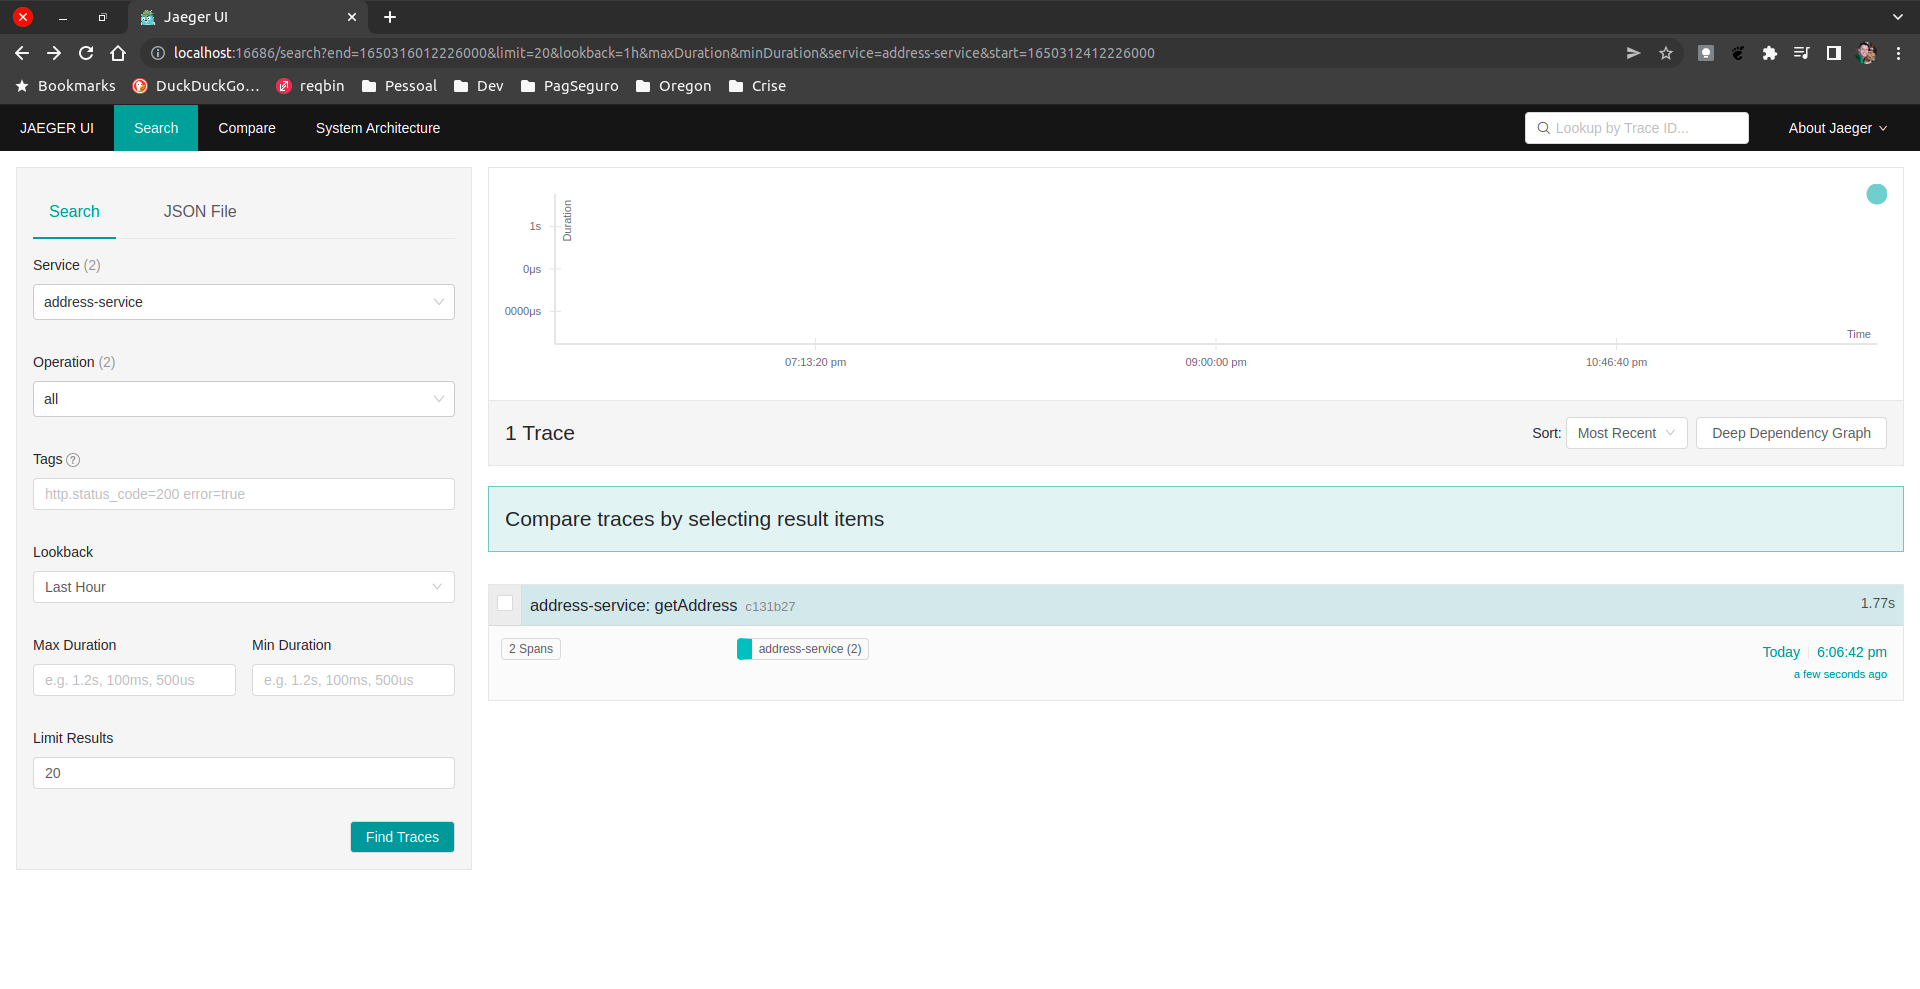 Jaeger UI
localhost:16686/search?end=1650316012226000&limit=20&lookback=1h&maxDuration&minDuration&service=address-service&start=1650312412226000
Bookmarks DuckDuckGo... reqbin Pessoal Dev PagSeguro Oregon Crise
JAEGER UI Search Compare System Architecture Lookup by Trace ID... About Jaeger
Search JSON File
Service (2)
address-service
Operation (2)
all
Tags ?
http.status_code=200 error=true
Lookback
Last Hour
Max Duration Min Duration
e.g. 1.2s, 100ms, 500us e.g. 1.2s, 100ms, 500us
Limit Results
20
Find Traces
Duration
1s
0μs
0000μs
Time
07:13:20 pm 09:00:00 pm 10:46:40 pm
1 Trace Sort: Most Recent Deep Dependency Graph
Compare traces by selecting result items
address-service: getAddress c131b27 1.77s
2 Spans address-service (2) Today 6:06:42 pm
a few seconds ago